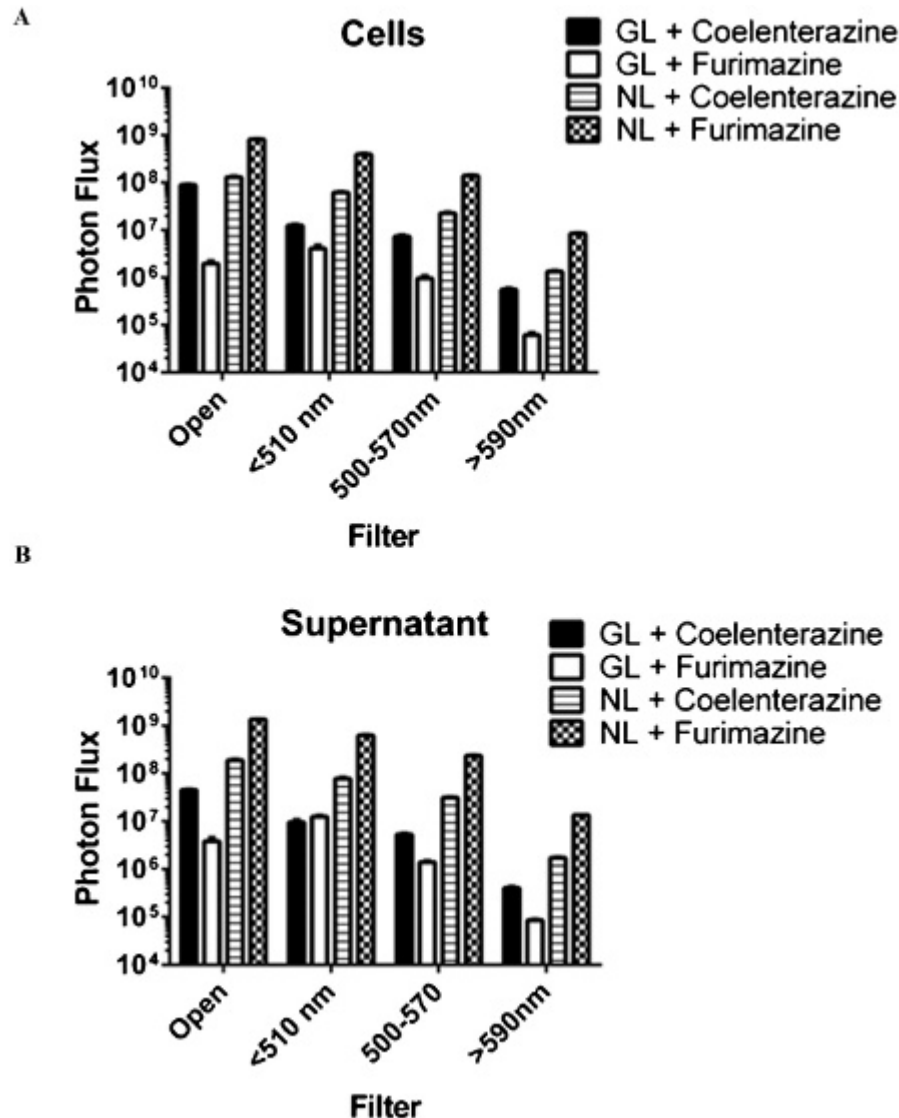 A
Cells
GL + Coelenterazine
GL + Furimazine
NL + Coelenterazine
NL + Furimazine
Photon Flux
10¹⁰
10⁹
10⁸
10⁷
10⁶
10⁵
10⁴
Open
<510 nm
500-570nm
>590nm
Filter
B
Supernatant
GL + Coelenterazine
GL + Furimazine
NL + Coelenterazine
NL + Furimazine
Photon Flux
10¹⁰
10⁹
10⁸
10⁷
10⁶
10⁵
10⁴
Open
<510 nm
500-570
>590nm
Filter